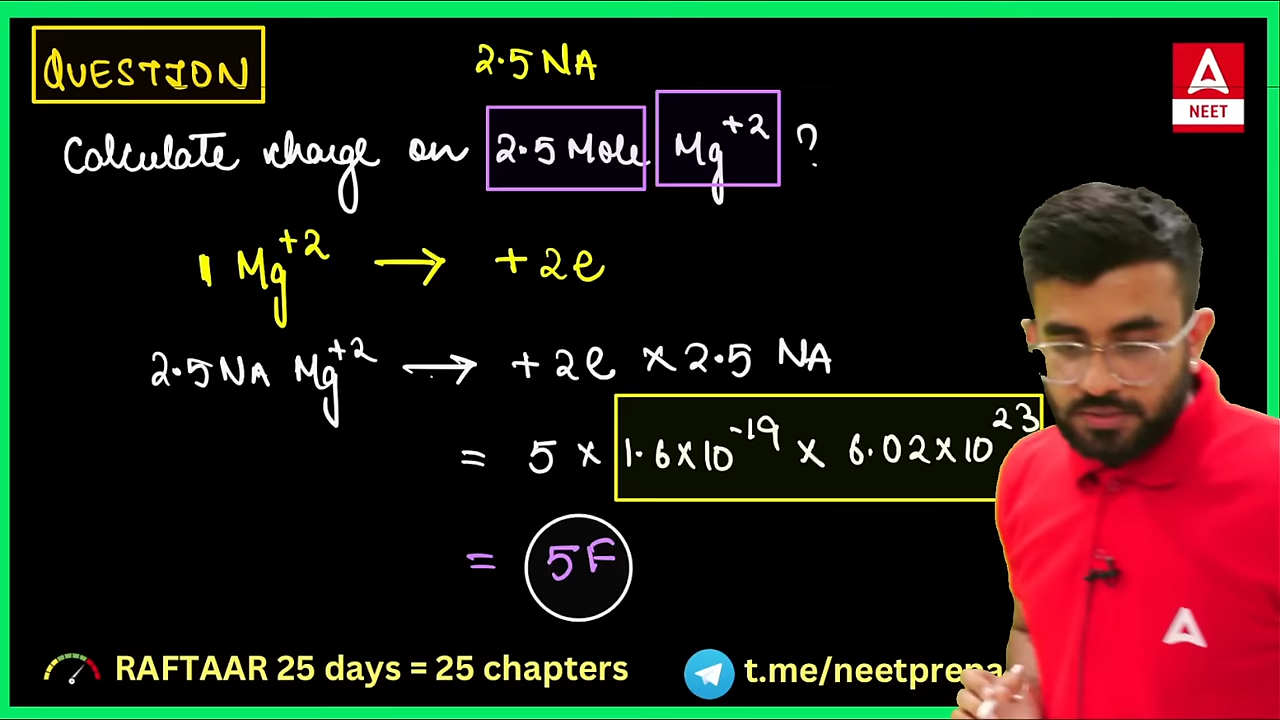 QUESTION
2.5 NA
Calculate charge on 2.5 Mole Mg+2 ?
1 Mg+2 → +2e
2.5 NA Mg+2 → +2e × 2.5 NA
= 5 × 1.6×10-19 × 6.02×1023
= 5F
NEET
RAFTAAR 25 days = 25 chapters